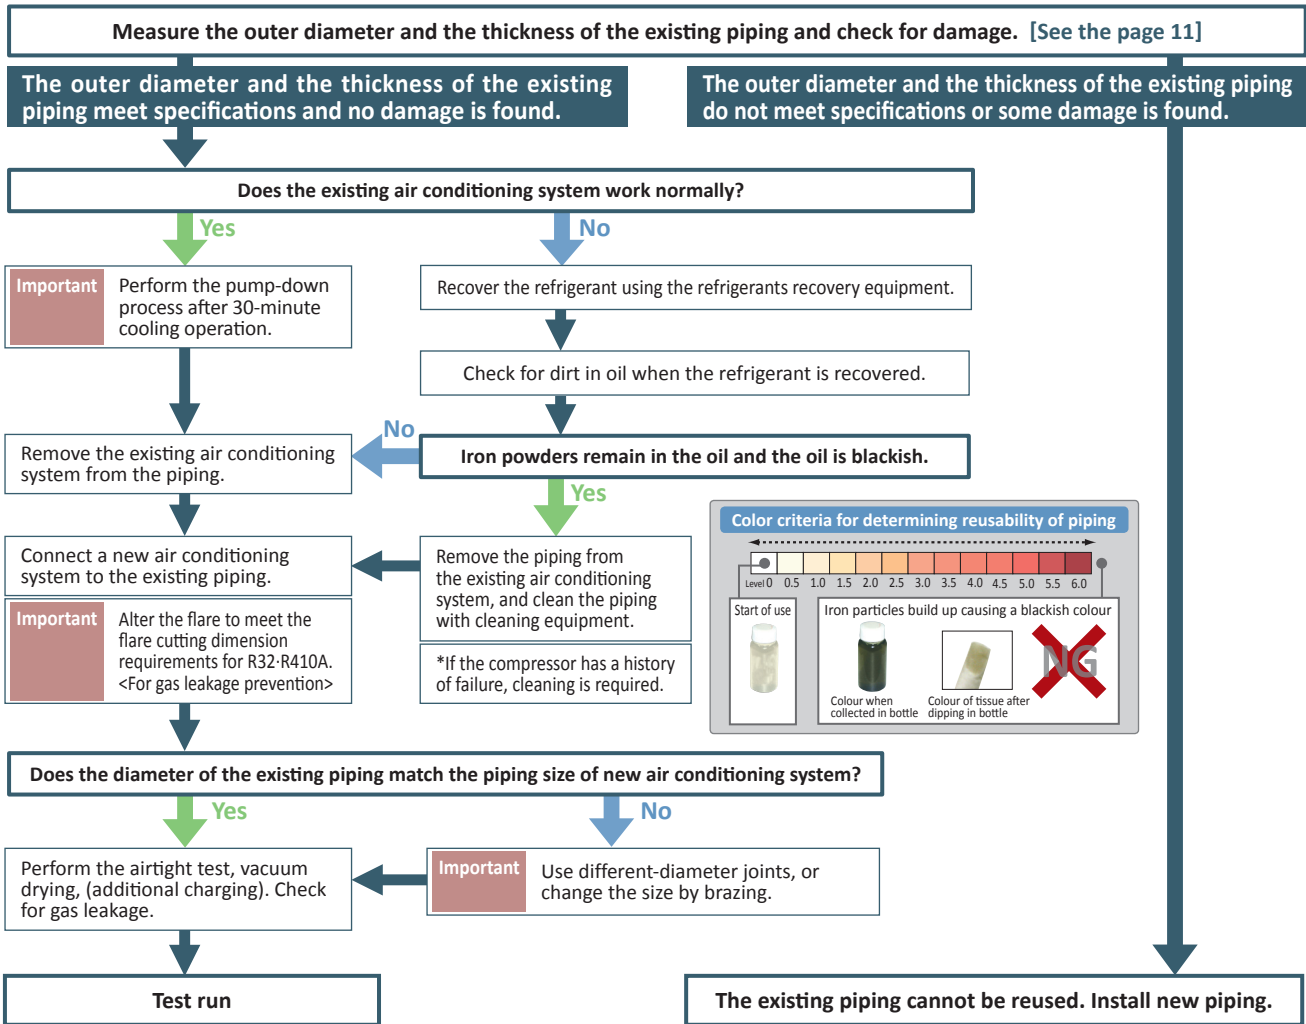 Measure the outer diameter and the thickness of the existing piping and check for damage. [See the page 11]
The outer diameter and the thickness of the existing
piping meet specifications and no damage is found.
The outer diameter and the thickness of the existing piping
do not meet specifications or some damage is found.
Does the existing air conditioning system work normally?
Yes
No
Important
Perform the pump-down
process after 30-minute
cooling operation.
Recover the refrigerant using the refrigerants recovery equipment.
Check for dirt in oil when the refrigerant is recovered.
No
Remove the existing air conditioning
system from the piping.
Iron powders remain in the oil and the oil is blackish.
Yes
Connect a new air conditioning
system to the existing piping.
Important
Alter the flare to meet the
flare cutting dimension
requirements for R32·R410A.
<For gas leakage prevention>
Remove the piping from
the existing air conditioning
system, and clean the piping
with cleaning equipment.
*If the compressor has a history
of failure, cleaning is required.
Color criteria for determining reusability of piping
Level 0 0.5 1.0 1.5 2.0 2.5 3.0 3.5 4.0 4.5 5.0 5.5 6.0
Start of use
Iron particles build up causing a blackish colour
NG
Colour when
collected in bottle
Colour of tissue after
dipping in bottle
Does the diameter of the existing piping match the piping size of new air conditioning system?
Yes
No
Perform the airtight test, vacuum
drying, (additional charging). Check
for gas leakage.
Important
Use different-diameter joints, or
change the size by brazing.
Test run
The existing piping cannot be reused. Install new piping.